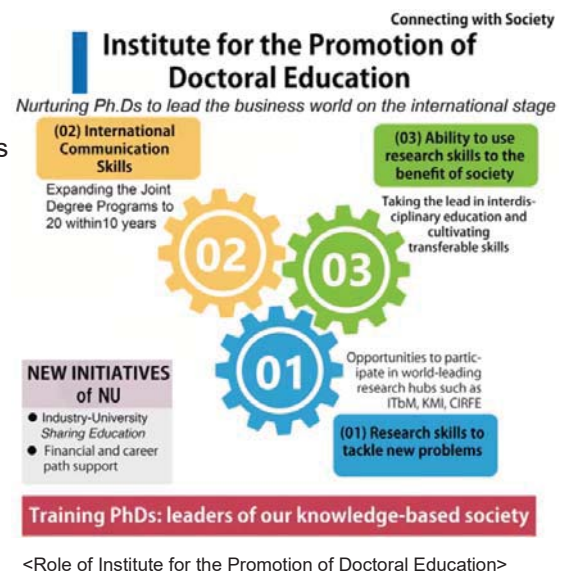 Connecting with Society
Institute for the Promotion of
Doctoral Education
Nurturing Ph.Ds to lead the business world on the international stage
s
(02) International
Communication
Skills
Expanding the Joint
Degree Programs to
20 within10 years
(03) Ability to use
research skills to the
benefit of society
Taking the lead in interdis-
ciplinary education and
cultivating
transferable skills
02
03
01
Opportunities to partic-
ipate in world-leading
research hubs such as
ITbM, KMI, CIRFE
(01) Research skills to
tackle new problems
NEW INITIATIVES
of NU
● Industry-University
Sharing Education
● Financial and career
path support
Training PhDs: leaders of our knowledge-based society
<Role of Institute for the Promotion of Doctoral Education>